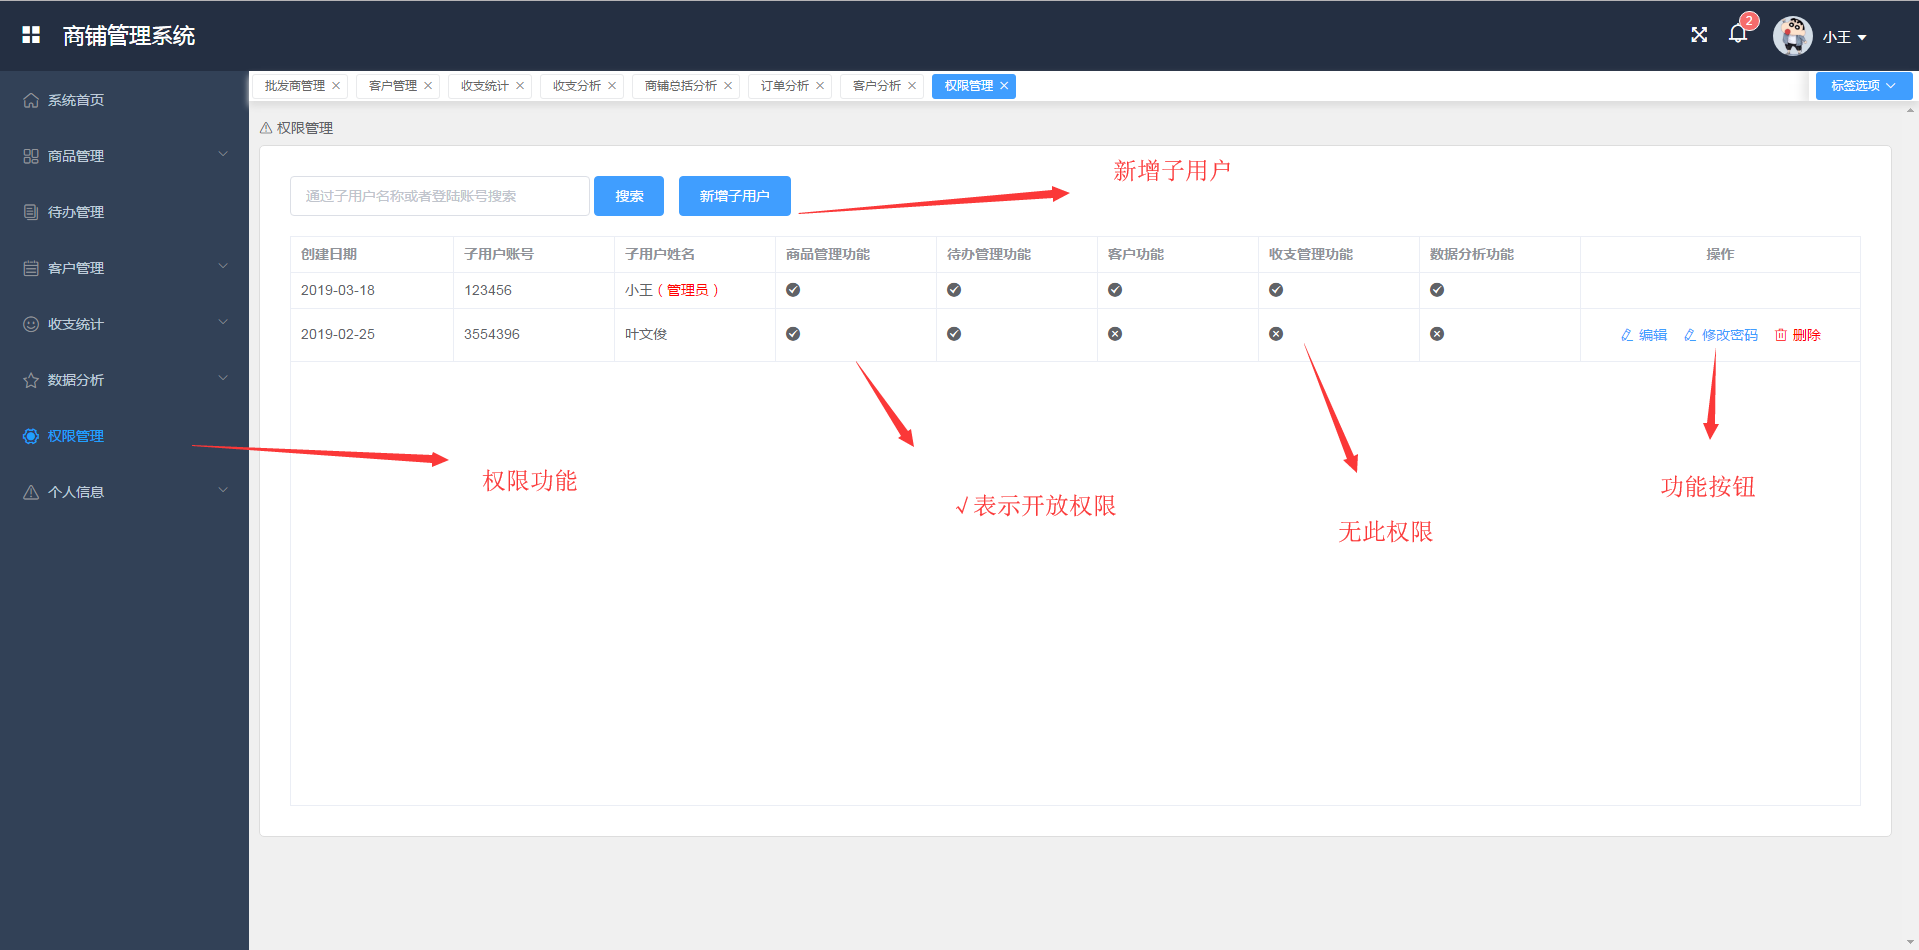 商铺管理系统
2
小王
系统首页
商品管理
待办管理
客户管理
收支统计
数据分析
权限管理
个人信息
批发商管理 客户管理 收支统计 收支分析 商铺总括分析 订单分析 客户分析 权限管理 标签选项
权限管理
通过子用户名称或者登陆账号搜索 搜索 新增子用户
新增子用户
创建日期 子用户账号 子用户姓名 商品管理功能 待办管理功能 客户功能 收支管理功能 数据分析功能 操作
2019-03-18 123456 小王（管理员）
2019-02-25 3554396 叶文俊 编辑 修改密码 删除
权限功能
√表示开放权限
无此权限
功能按钮